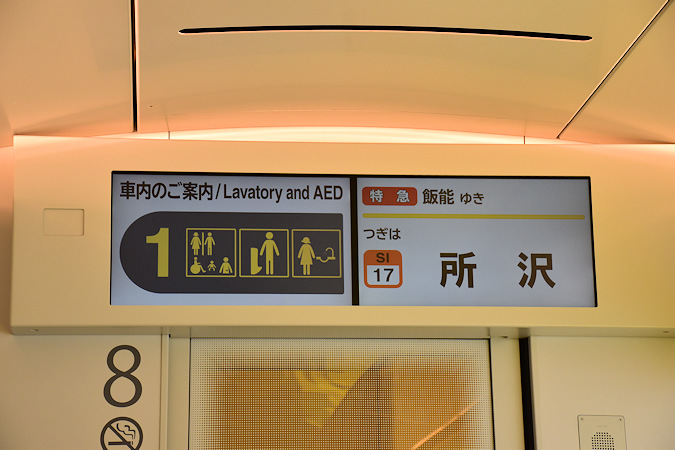 車内のご案内/Lavatory and AED
1
特急 飯能 ゆき
つぎは
SI
17
所沢
8